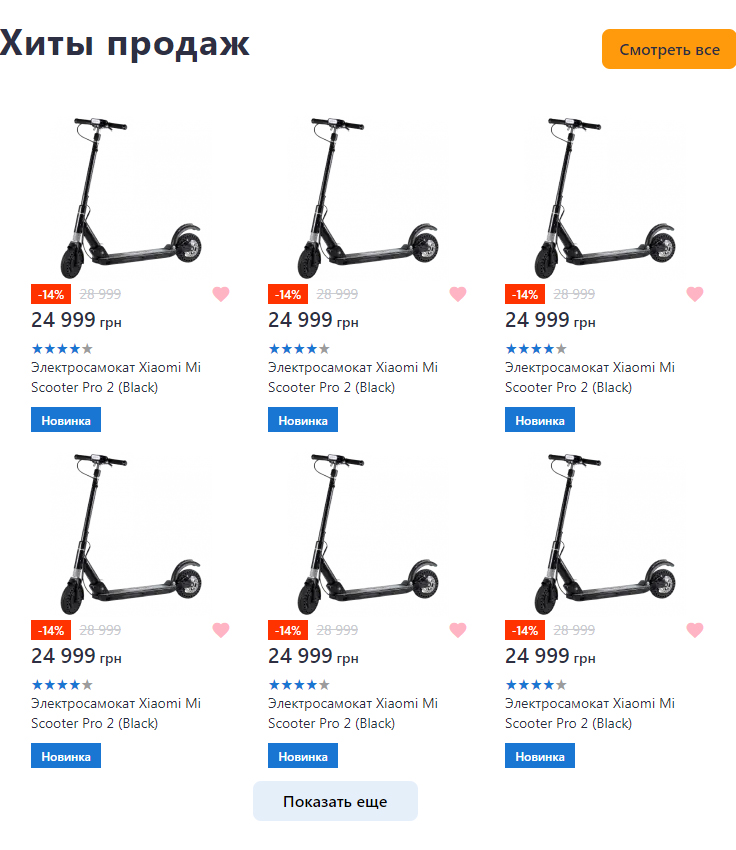 Хиты продаж
Смотреть все
-14% 28 999
24 999 грн
Электросамокат Xiaomi Mi
Scooter Pro 2 (Black)
Новинка
-14% 28 999
24 999 грн
Электросамокат Xiaomi Mi
Scooter Pro 2 (Black)
Новинка
-14% 28 999
24 999 грн
Электросамокат Xiaomi Mi
Scooter Pro 2 (Black)
Новинка
-14% 28 999
24 999 грн
Электросамокат Xiaomi Mi
Scooter Pro 2 (Black)
Новинка
-14% 28 999
24 999 грн
Электросамокат Xiaomi Mi
Scooter Pro 2 (Black)
Новинка
-14% 28 999
24 999 грн
Электросамокат Xiaomi Mi
Scooter Pro 2 (Black)
Новинка
Показать еще